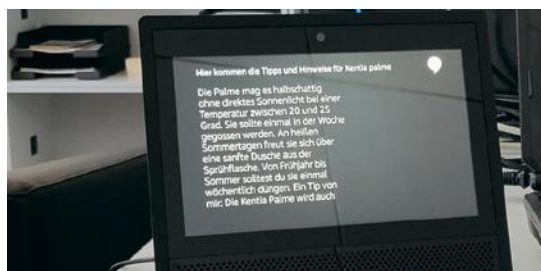 Hier kommen die Tipps und Hinweise für Kentia palme
Die Palme mag es halbschattig
ohne direktes Sonnenlicht bei einer
Temperatur zwischen 20 und 25
Grad. Sie sollte einmal in der Woche
gegossen werden. An heißen
Sommertagen freut sie sich über
eine sanfte Dusche aus der
Sprühflasche. Von Frühjahr bis
Sommer solltest du sie einmal
wöchentlich düngen. Ein Tip von
mir: Die Kentia Palme wird auch